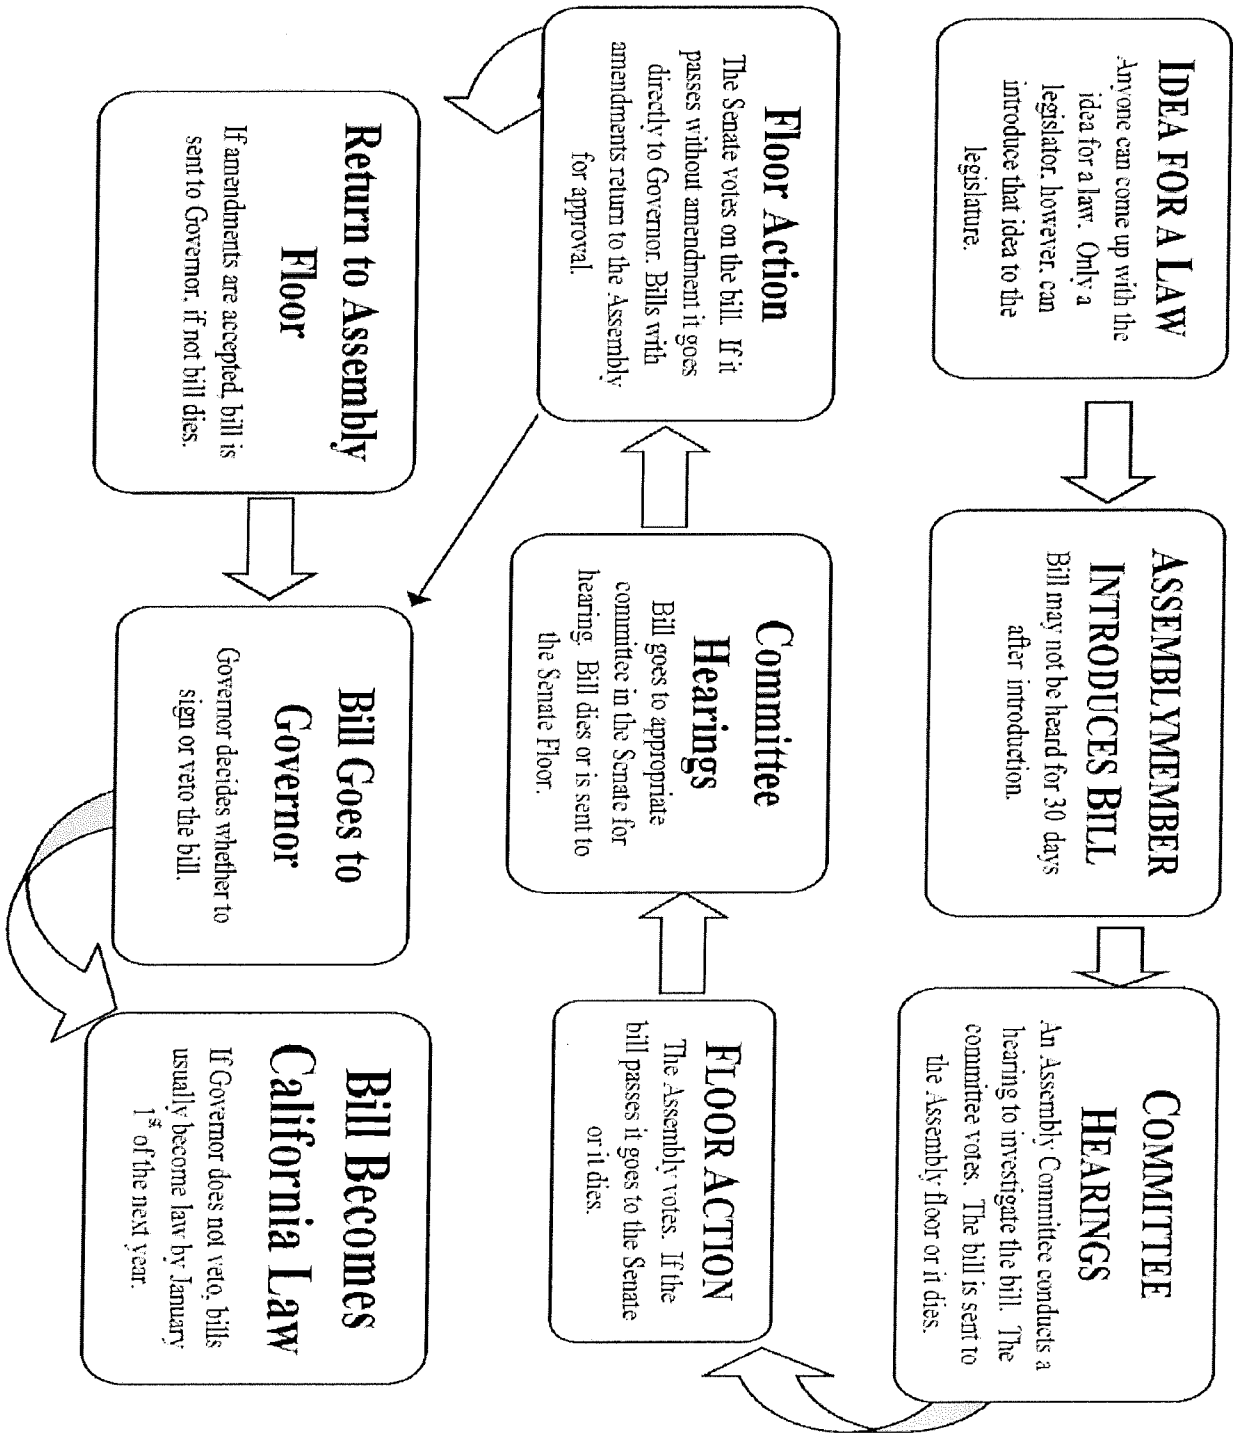 IDEA FOR A LAW
Anyone can come up with the
idea for a law. Only a
legislator, however, can
introduce that idea to the
legislature.
ASSEMBLYMEMBER
INTRODUCES BILL
Bill may not be heard for 30 days
after introduction.
COMMITTEE
HEARINGS
An Assembly Committee conducts a
hearing to investigate the bill. The
committee votes. The bill is sent to
the Assembly floor or it dies.
FLOOR ACTION
The Assembly votes. If the
bill passes it goes to the Senate
or it dies.
Committee
Hearings
Bill goes to appropriate
committee in the Senate for
hearing. Bill dies or is sent to
the Senate Floor.
Floor Action
The Senate votes on the bill. If it
passes without amendment it goes
directly to Governor. Bills with
amendments return to the Assembly
for approval.
Return to Assembly
Floor
If amendments are accepted, bill is
sent to Governor, if not bill dies.
Bill Goes to
Governor
Governor decides whether to
sign or veto the bill.
Bill Becomes
California Law
If Governor does not veto, bills
usually become law by January
1st of the next year.